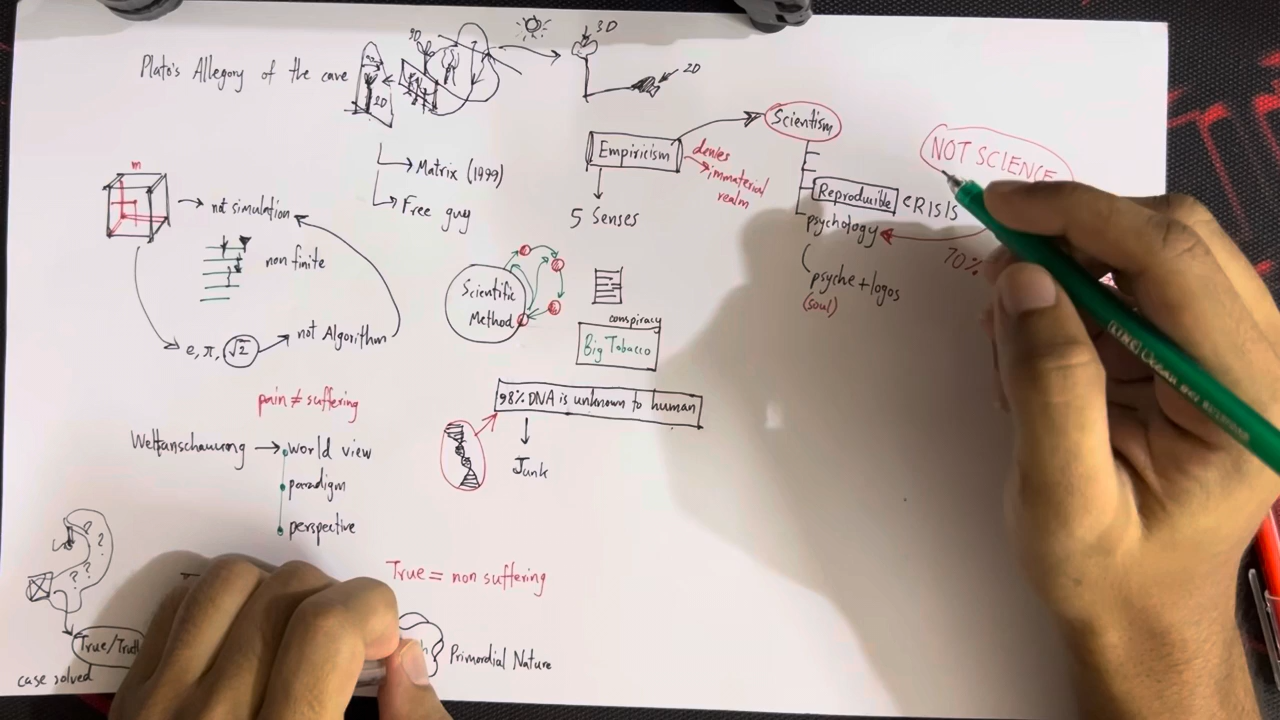 Plato's Allegory of the cave
3D
2D
3D
2D
Matrix (1999)
Free guy
Empiricism
denies
immaterial
realm
5 Senses
Scientism
NOT SCIENCE
Reproducible CRISIS
psychology
70%
psyche + logos
(soul)
m
not simulation
non finite
e, π, √2
not Algorithm
Scientific
Method
conspiracy
Big Tobacco
98% DNA is unknown to human
Junk
pain ≠ suffering
Weltanschauung
world view
paradigm
perspective
? ? ? ?
True/Truth
case solved
True = non suffering
Primordial Nature